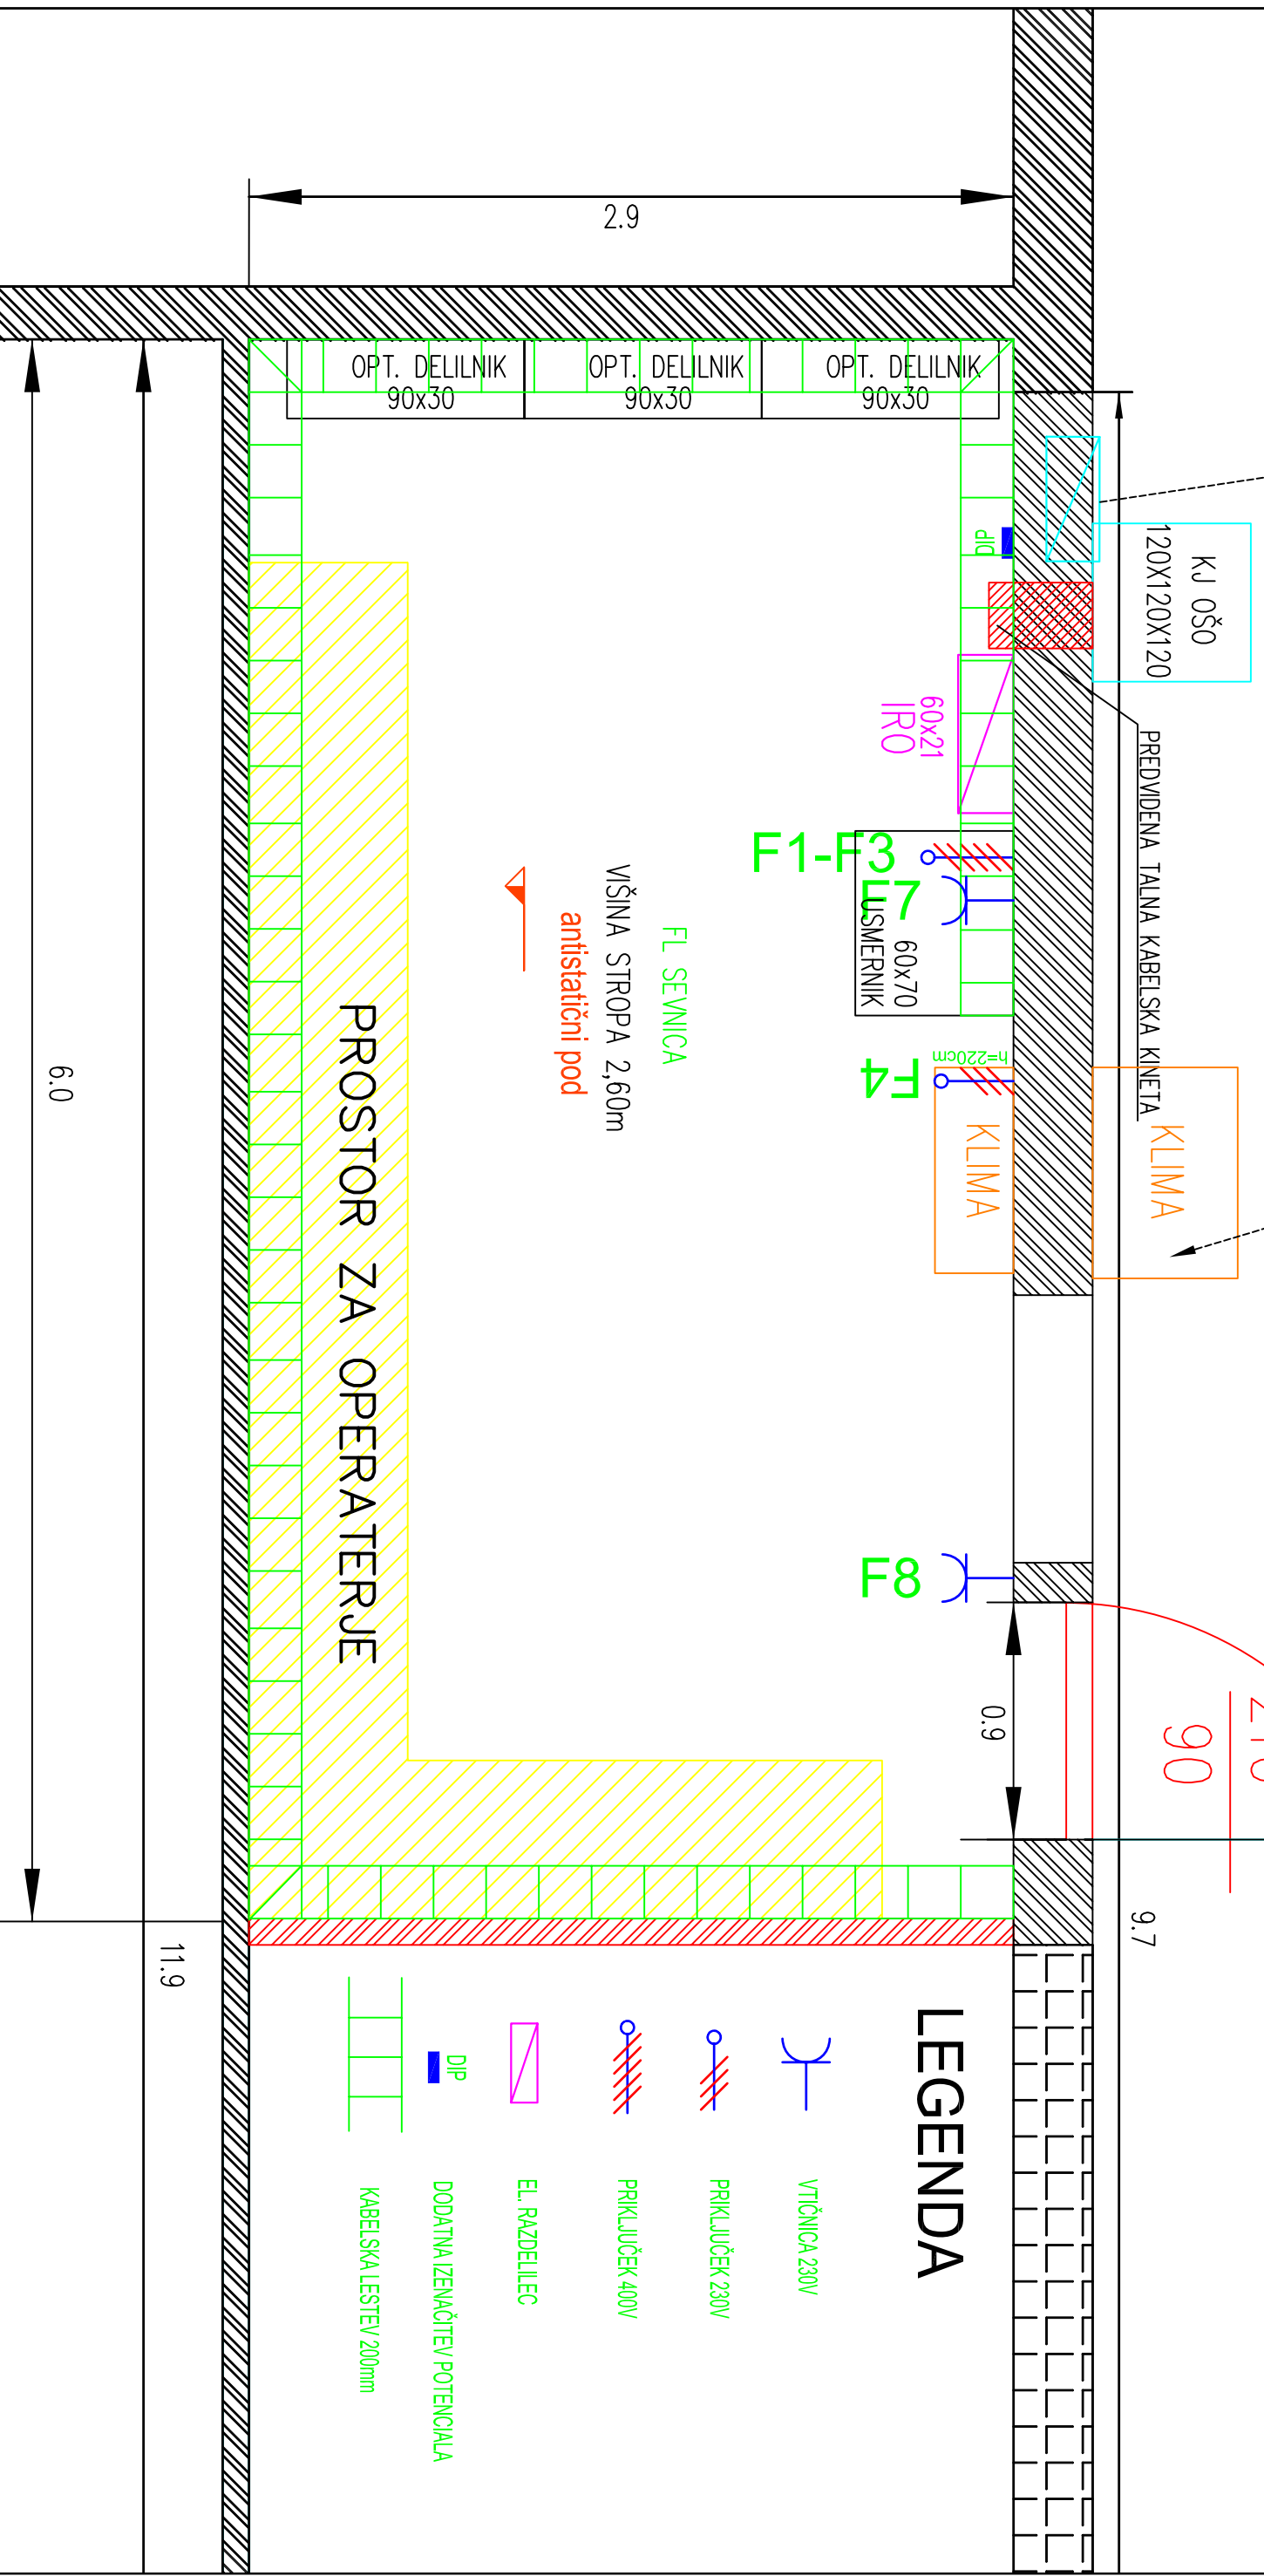 2.9
OPT. DELILNIK
90x30
OPT. DELILNIK
90x30
OPT. DELILNIK
90x30
DIP
KJ OŠO
120X120X120
60x21
IRO
PREDVIDENA TALNA KABELSKA KINETA
F1-F3
F7
60x70
USMERNIK
FL SEVNICA
VIŠINA STROPA 2,60m
antistatični pod
h=220cm
F4
KLIMA
KLIMA
PROSTOR ZA OPERATERJE
6.0
F8
0.9
90
9.7
11.9
LEGENDA
VTIČNICA 230V
PRIKLJUČEK 230V
PRIKLJUČEK 400V
EL. RAZDELILEC
DIP
DODATNA IZENAČITEV POTENCIALA
KABELSKA LESTEV 200mm